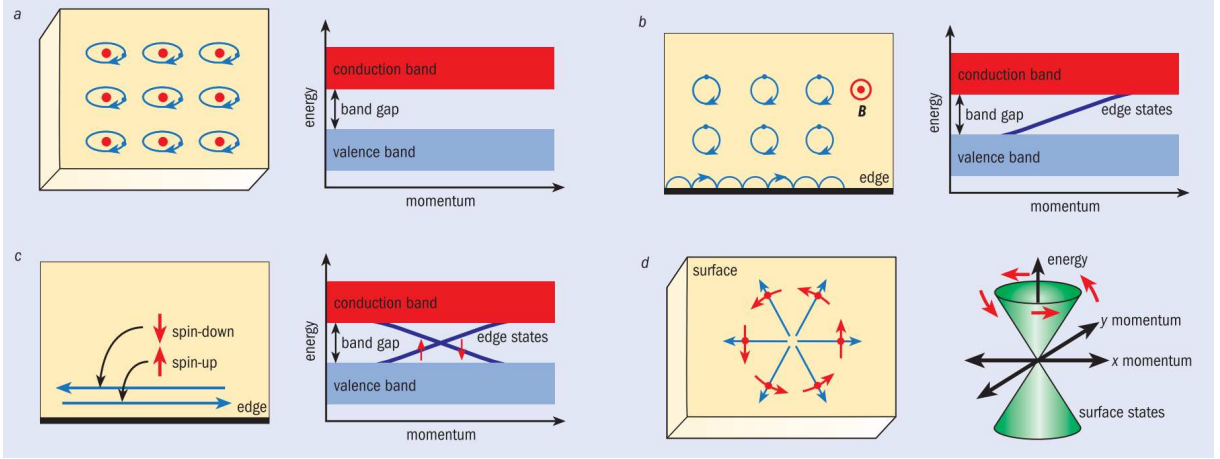 a
conduction band
energy
band gap
valence band
momentum
b
B
edge
conduction band
energy
band gap
edge states
valence band
momentum
c
spin-down
spin-up
edge
conduction band
energy
band gap
edge states
valence band
momentum
d
surface
energy
y momentum
x momentum
surface states